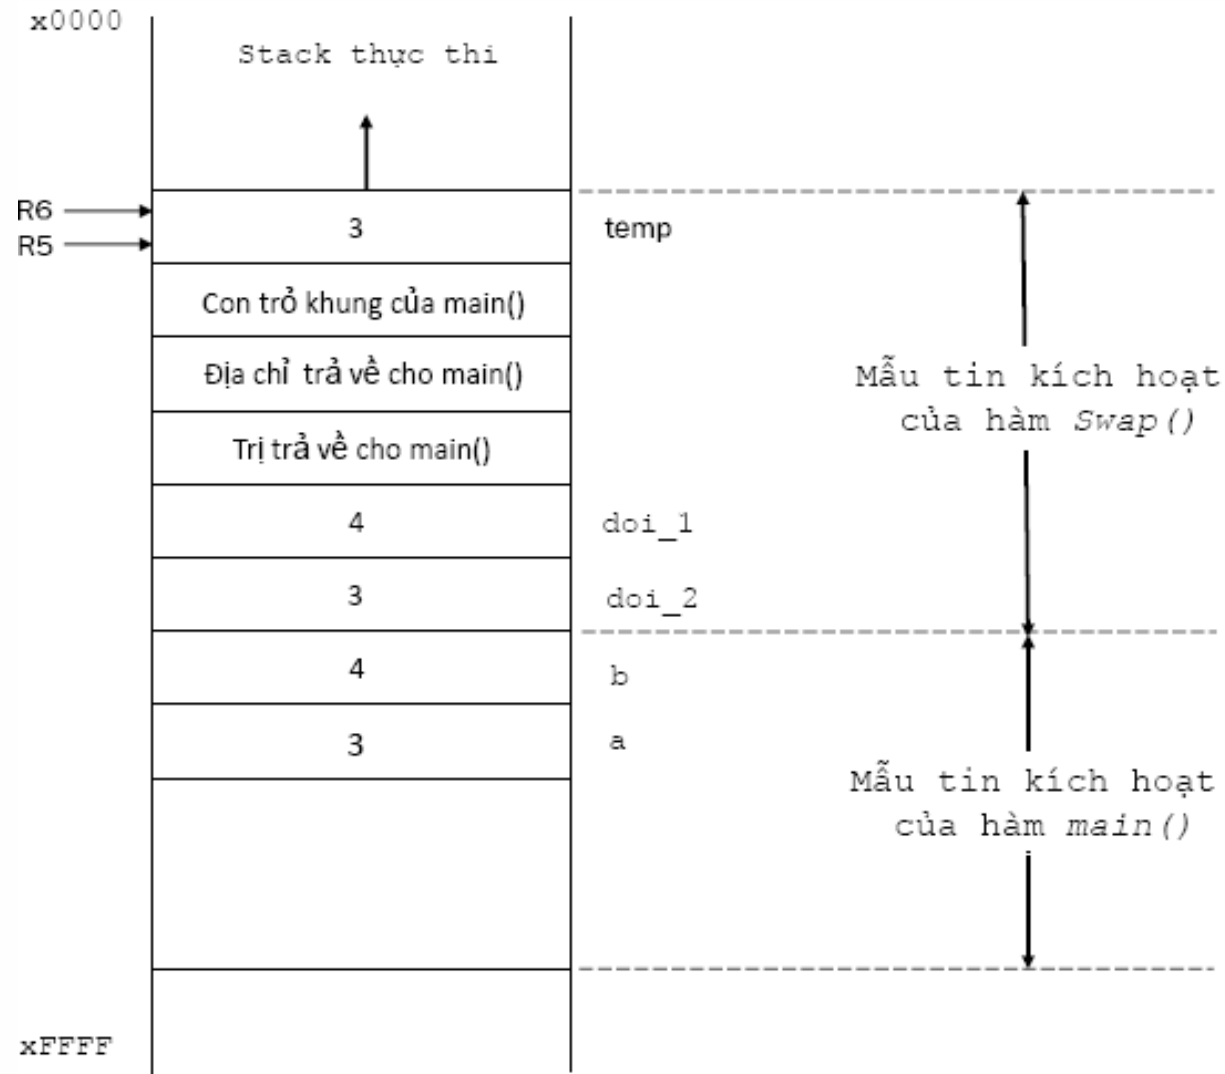 x0000
Stack thực thi
R6
3
temp
R5
Con trỏ khung của main()
Địa chỉ trả về cho main()
Mẫu tin kích hoạt
của hàm Swap()
Trị trả về cho main()
4
doi_1
3
doi_2
4
b
3
a
Mẫu tin kích hoạt
của hàm main()
xFFFF